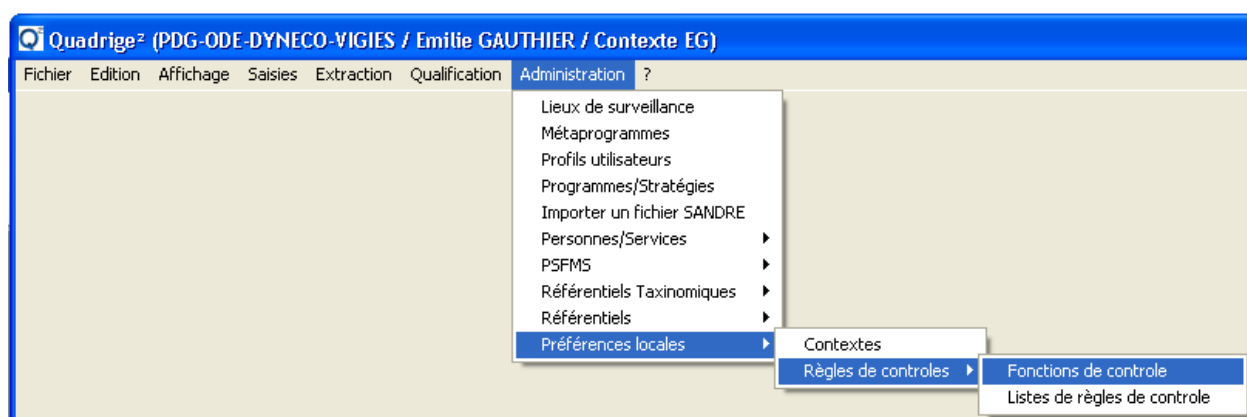 Quadrige² (PDG-ODE-DYNECO-VIGIES / Emilie GAUTHIER / Contexte EG)
Fichier Edition Affichage Saisies Extraction Qualification Administration ?
Lieux de surveillance
Métaprogrammes
Profils utilisateurs
Programmes/Stratégies
Importer un fichier SANDRE
Personnes/Services
PSFMS
Référentiels Taxinomiques
Référentiels
Préférences locales
Contextes
Règles de controles
Fonctions de controle
Listes de règles de controle